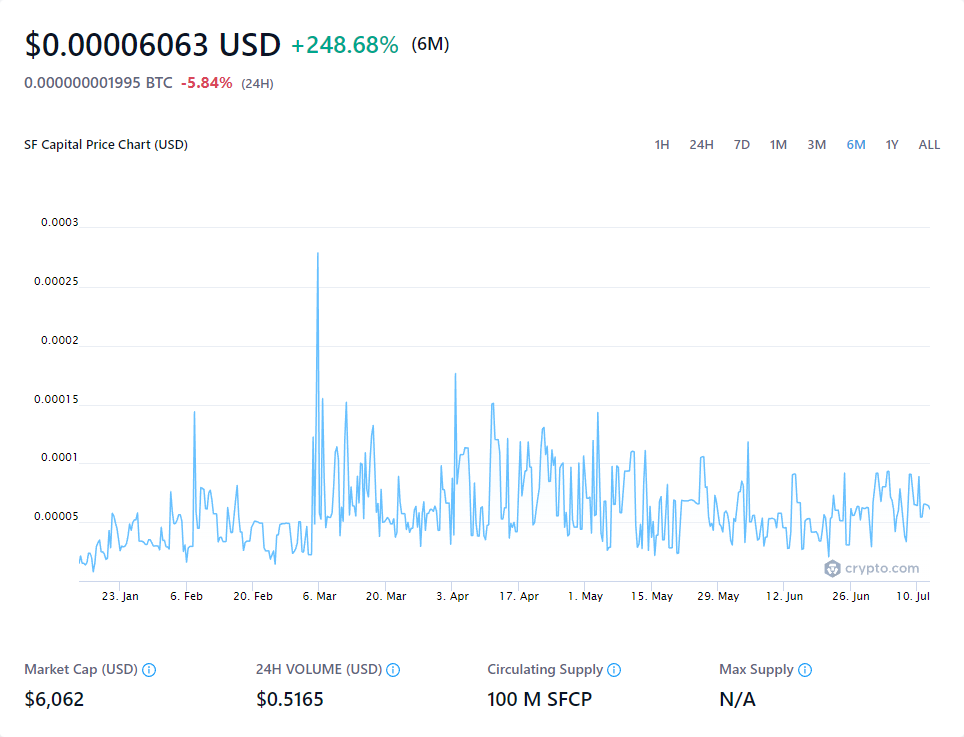 $0.00006063 USD +248.68% (6M)
0.000000001995 BTC -5.84% (24H)
SF Capital Price Chart (USD) 1H 24H 7D 1M 3M 6M 1Y ALL
0.0003
0.00025
0.0002
0.00015
0.0001
0.00005
crypto.com
23. Jan 6. Feb 20. Feb 6. Mar 20. Mar 3. Apr 17. Apr 1. May 15. May 29. May 12. Jun 26. Jun 10. Jul
Market Cap (USD) 24H VOLUME (USD) Circulating Supply Max Supply
$6,062 $0.5165 100 M SFCP N/A